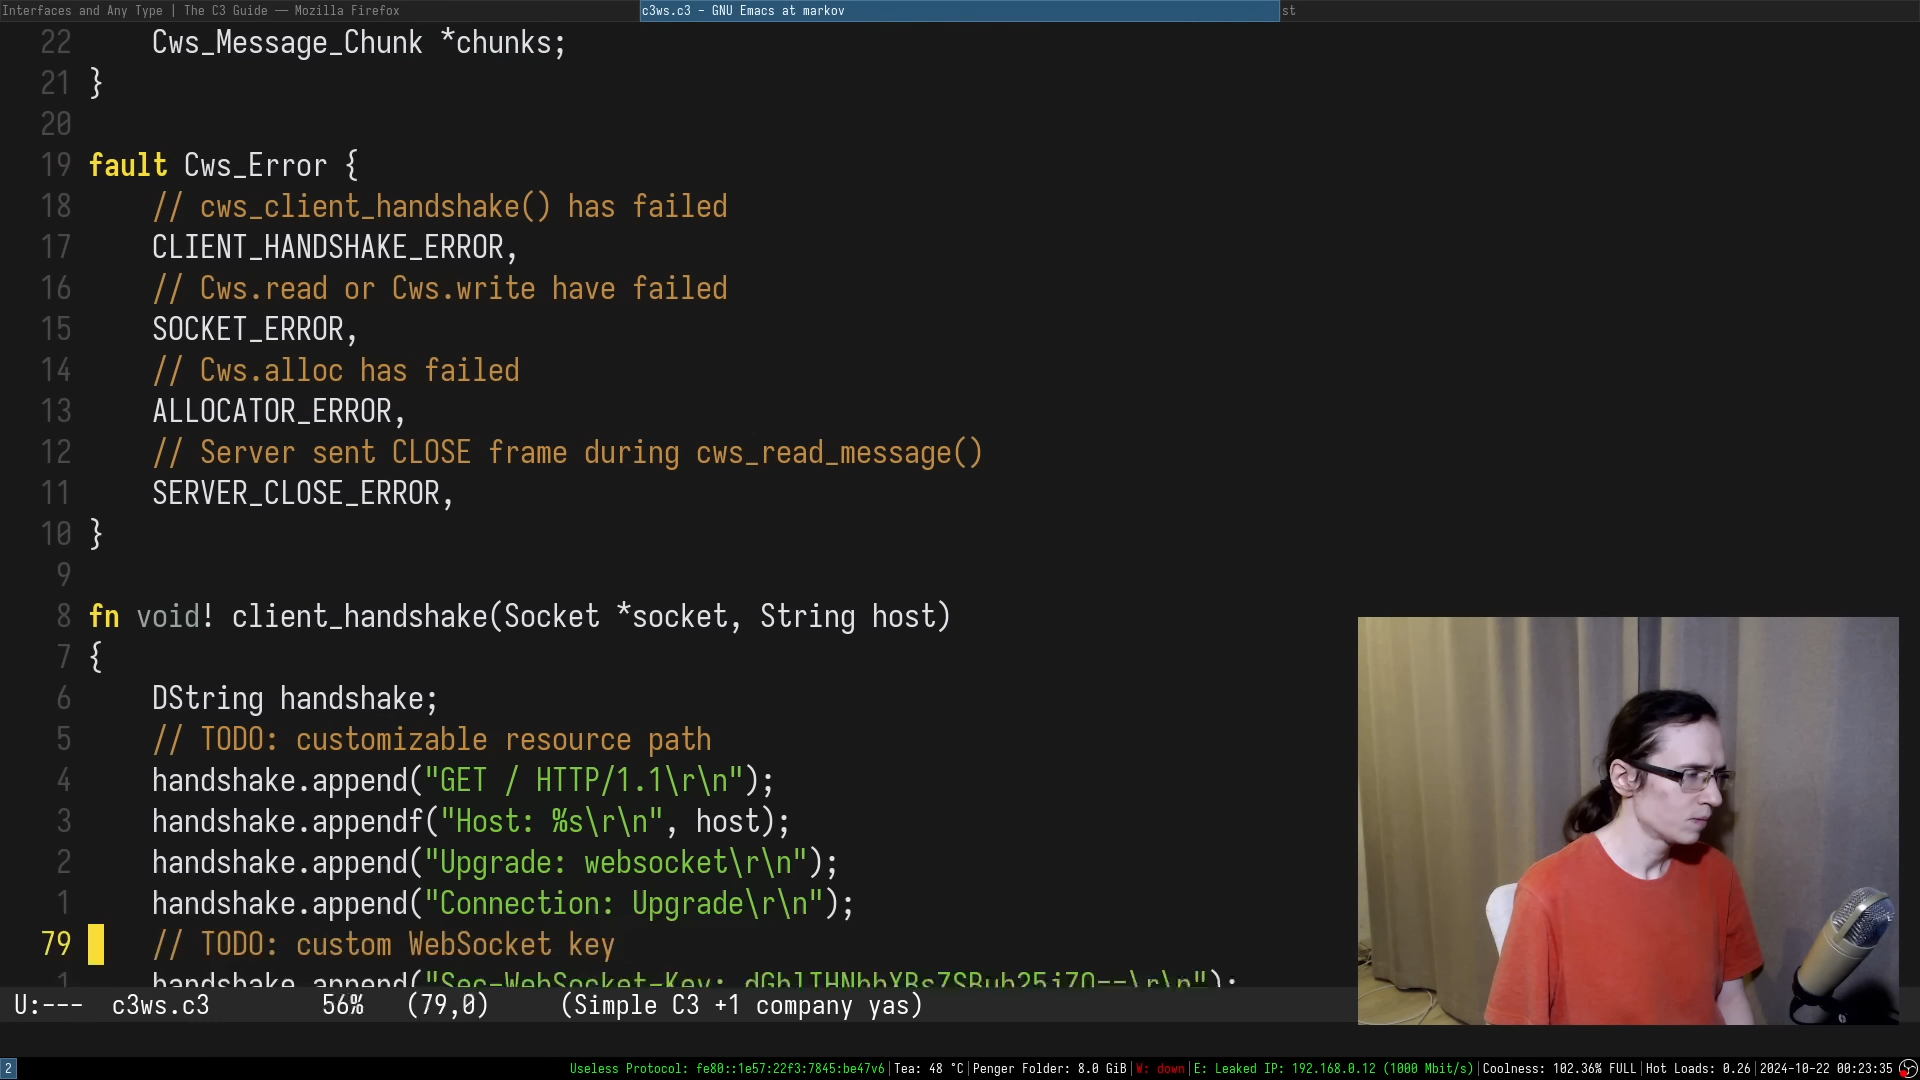 Interfaces and Any Type | The C3 Guide — Mozilla Firefox
c3ws.c3 - GNU Emacs at markov
st
22 Cws_Message_Chunk *chunks;
21 }
20
19 fault Cws_Error {
18 // cws_client_handshake() has failed
17 CLIENT_HANDSHAKE_ERROR,
16 // Cws.read or Cws.write have failed
15 SOCKET_ERROR,
14 // Cws.alloc has failed
13 ALLOCATOR_ERROR,
12 // Server sent CLOSE frame during cws_read_message()
11 SERVER_CLOSE_ERROR,
10 }
9
8 fn void! client_handshake(Socket *socket, String host)
7 {
6 DString handshake;
5 // TODO: customizable resource path
4 handshake.append("GET / HTTP/1.1\r\n");
3 handshake.appendf("Host: %s\r\n", host);
2 handshake.append("Upgrade: websocket\r\n");
1 handshake.append("Connection: Upgrade\r\n");
79 // TODO: custom WebSocket key
1 handshake.append("Sec-WebSocket-Key: dGhlIHNhbXBsZSBub25jZQ==\r\n");
U:--- c3ws.c3 56% (79,0) (Simple C3 +1 company yas)
2 Useless Protocol: fe80::1e57:22f3:7845:be47v6|Tea: 48 °C|Penger Folder: 8.0 GiB|W: down|E: Leaked IP: 192.168.0.12 (1000 Mbit/s)|Coolness: 102.36% FULL|Hot Loads: 0.26|2024-10-22 00:23:35